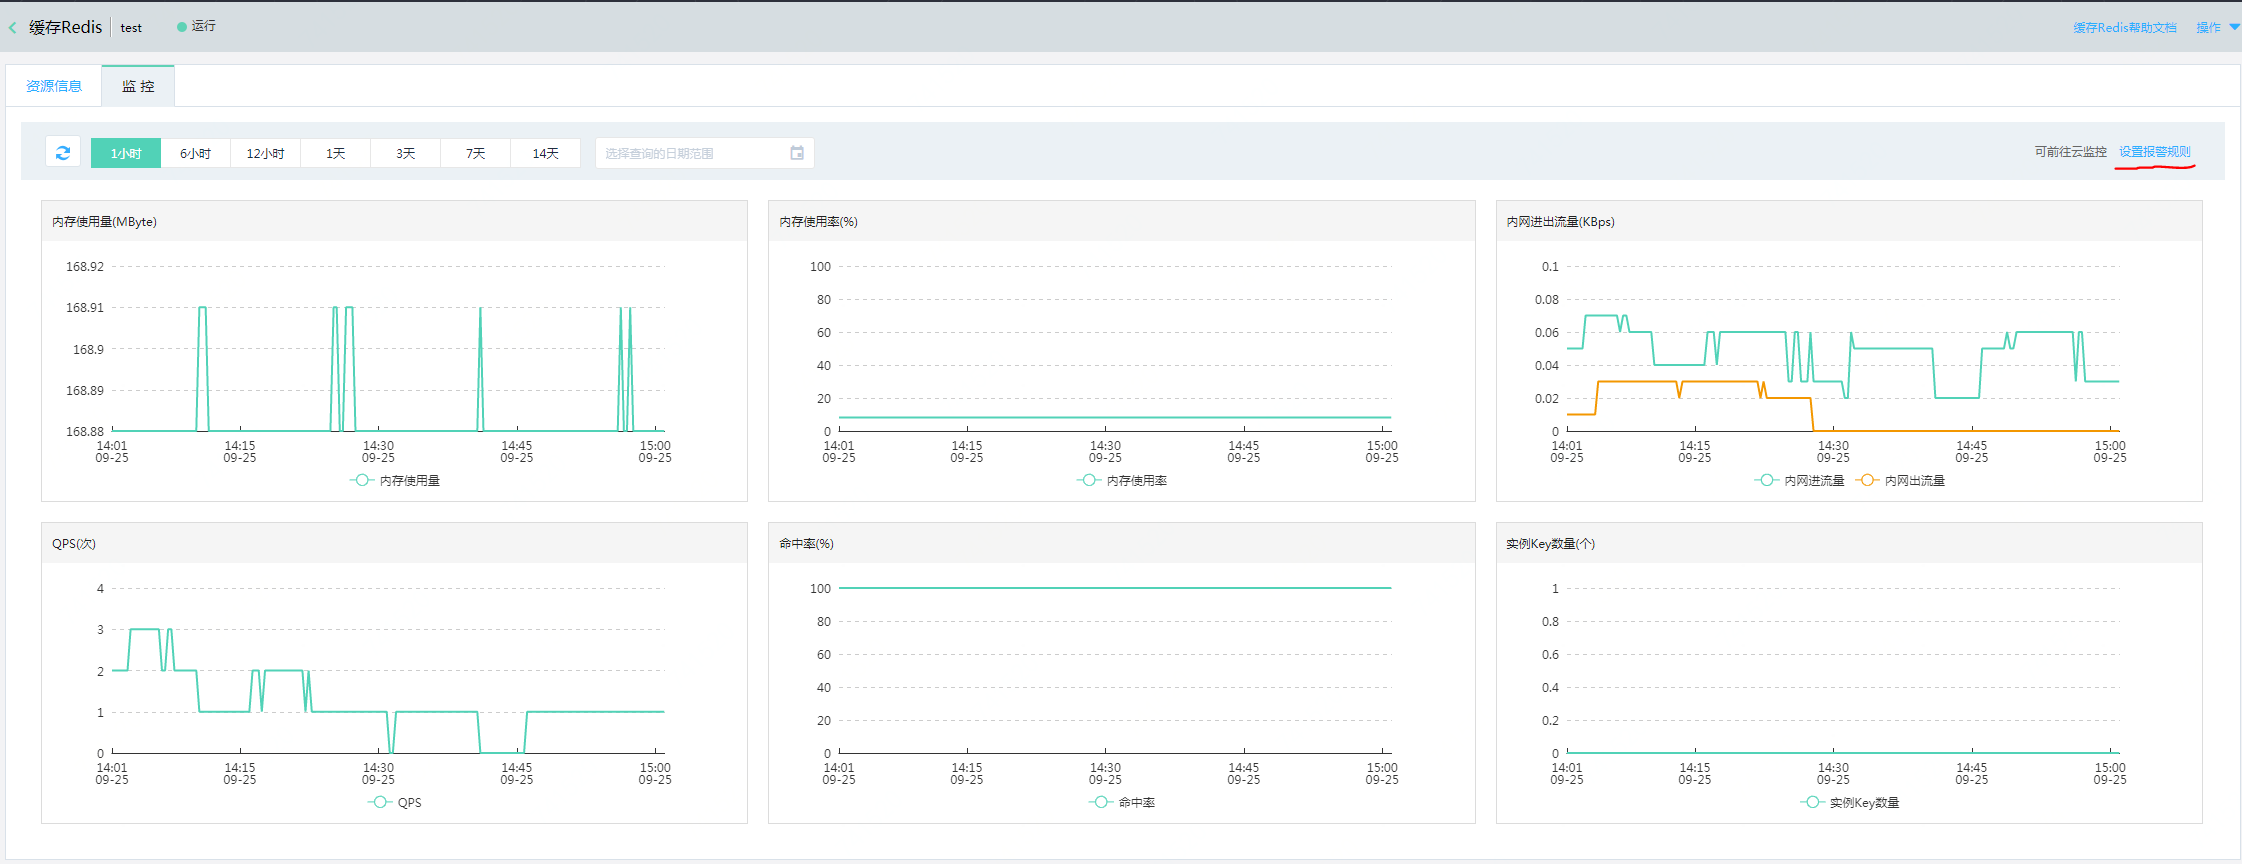 缓存Redis test 运行 缓存Redis帮助文档 操作
资源信息 监 控
1小时 6小时 12小时 1天 3天 7天 14天 选择查询的日期范围 可前往云监控 设置报警规则
内存使用量(MByte)
168.92
168.91
168.9
168.89
168.88
14:01 14:15 14:30 14:45 15:00
09-25 09-25 09-25 09-25 09-25
内存使用量
内存使用率(%)
100
80
60
40
20
0
14:01 14:15 14:30 14:45 15:00
09-25 09-25 09-25 09-25 09-25
内存使用率
内网进出流量(KBps)
0.1
0.08
0.06
0.04
0.02
0
14:01 14:15 14:30 14:45 15:00
09-25 09-25 09-25 09-25 09-25
内网进流量 内网出流量
QPS(次)
4
3
2
1
0
14:01 14:15 14:30 14:45 15:00
09-25 09-25 09-25 09-25 09-25
QPS
命中率(%)
100
80
60
40
20
0
14:01 14:15 14:30 14:45 15:00
09-25 09-25 09-25 09-25 09-25
命中率
实例Key数量(个)
1
0.8
0.6
0.4
0.2
0
14:01 14:15 14:30 14:45 15:00
09-25 09-25 09-25 09-25 09-25
实例Key数量